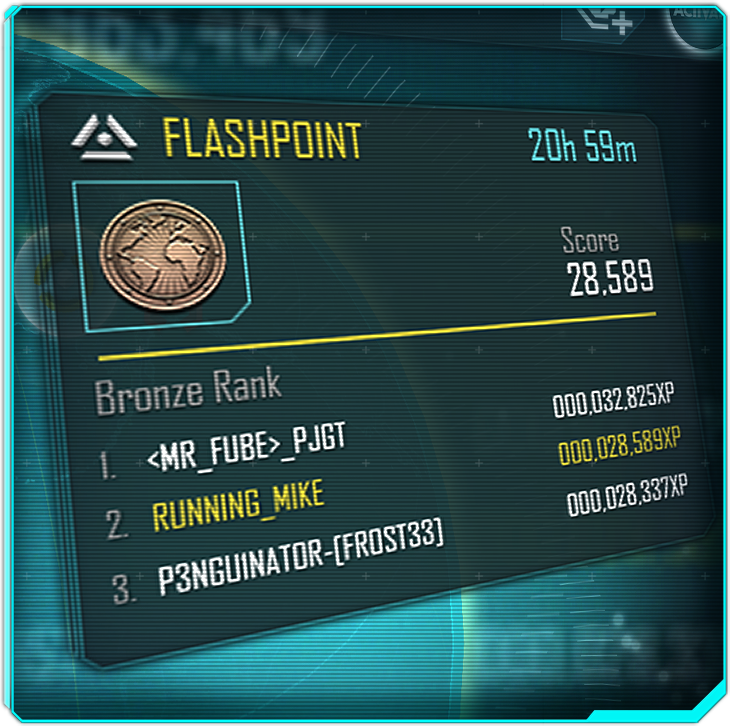 FLASHPOINT
20h 59m
Score
28,589
Bronze Rank
1. <MR_FUBE>_PJGT 000,032,825XP
2. RUNNING_MIKE 000,028,589XP
3. P3NGUINATOR-[FROST33] 000,028,337XP